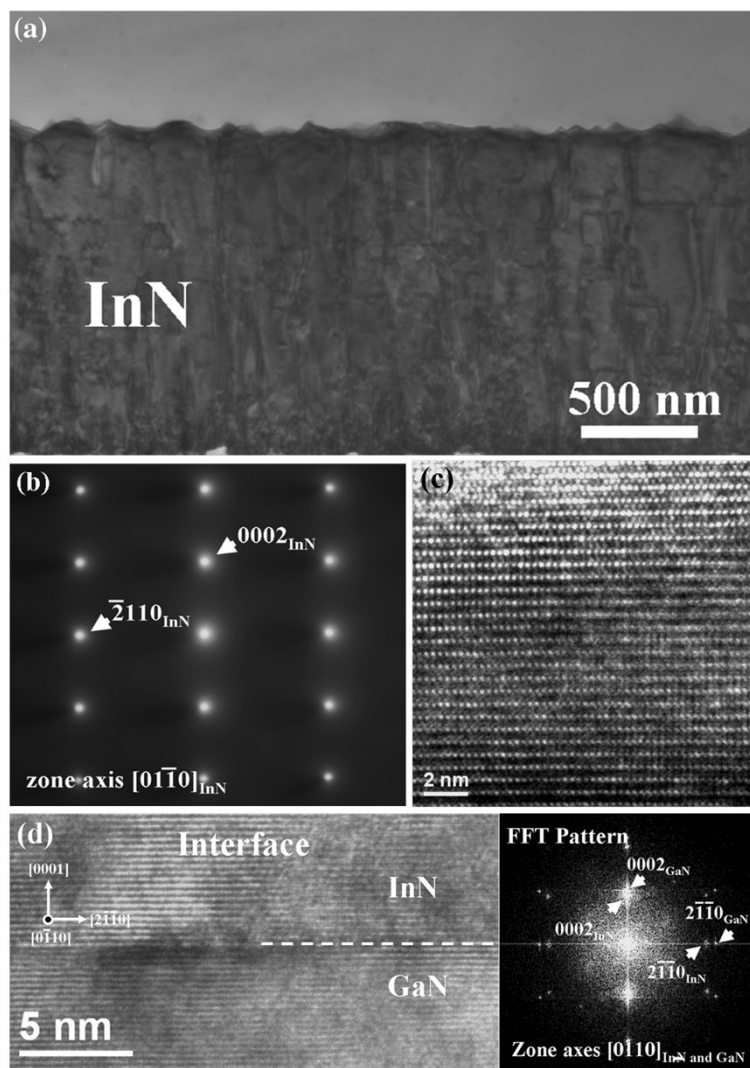 (a)
InN
500 nm
(b)
0002InN
2̅110InN
zone axis [011̅0]InN
(c)
2 nm
(d)
Interface
[0001]
[21̅1̅0]
[01̅10]
InN
GaN
5 nm
FFT Pattern
0002GaN
0002InN
21̅1̅0GaN
21̅1̅0InN
Zone axes [0110]InN and GaN